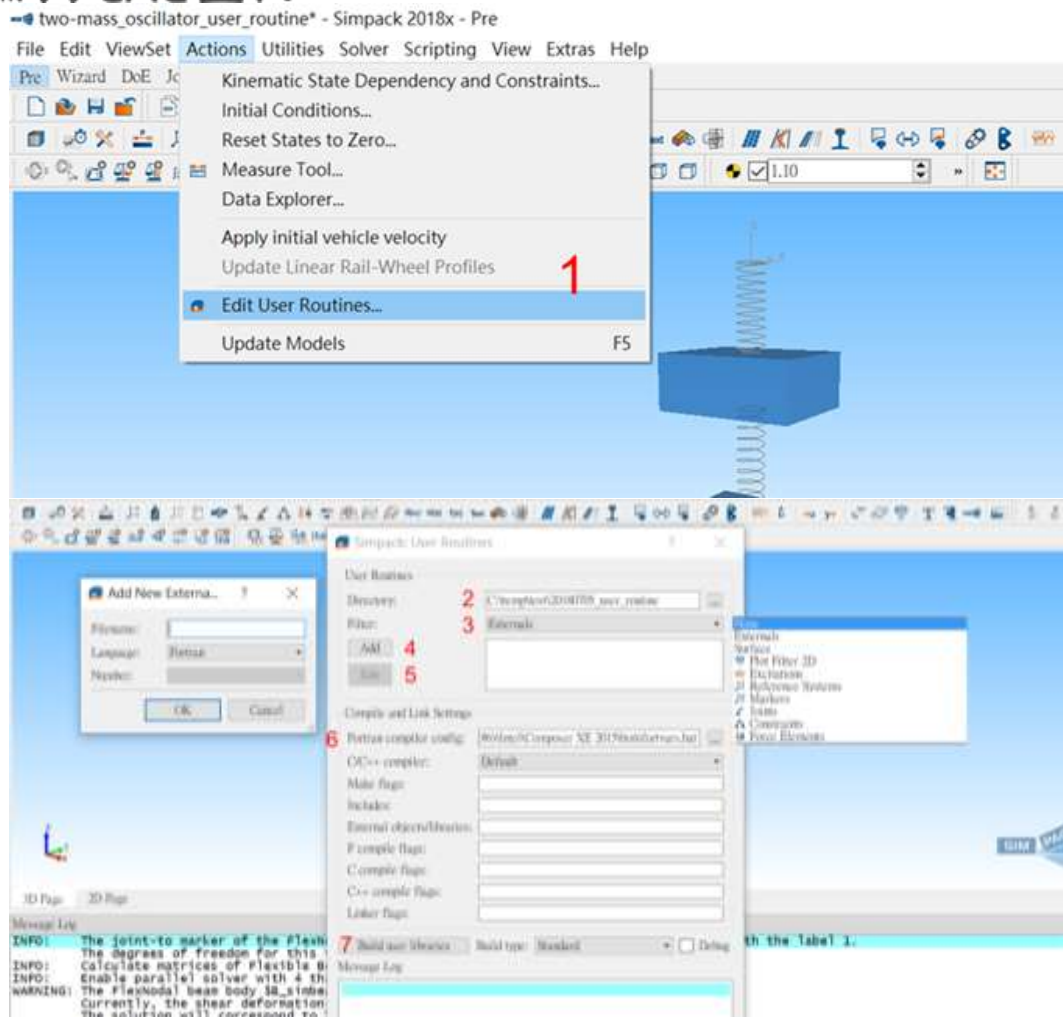 two-mass_oscillator_user_routine* - Simpack 2018x - Pre
File Edit ViewSet Actions Utilities Solver Scripting View Extras Help
Pre Wizard DoE
Kinematic State Dependency and Constraints...
Initial Conditions...
Reset States to Zero...
Measure Tool...
Data Explorer...
1.10
Apply initial vehicle velocity
Update Linear Rail-Wheel Profiles
1
Edit User Routines...
Update Models F5
Simpack: User Routines
User Routines
Directory: 2
Filter: 3 Externals
Add 4
5
Add New Externa...
Filename:
Language: Fortran
Number:
OK Cancel
Externals
Surface
Plot Filter 2D
Excitations
Reference Systems
Markers
Joints
Constraints
Force Elements
Compile and Link Settings
6 Fortran compiler config:
C/C++ compiler: Default
Make flags:
Includes:
External objects/libraries:
F compile flags:
C compile flags:
C++ compile flags:
Linker flags:
7 Build user libraries Build type: Standard Debug
Message Log
3D Page 2D Page
Message Log
INFO: The joint-to marker of the
th the label 1.
The degrees of freedom for this
INFO: Calculate matrices of Flexible
INFO: Enable parallel solver with 4
WARNING: The FlexNodal beam body
Currently, the shear deformation
The solution will correspond to